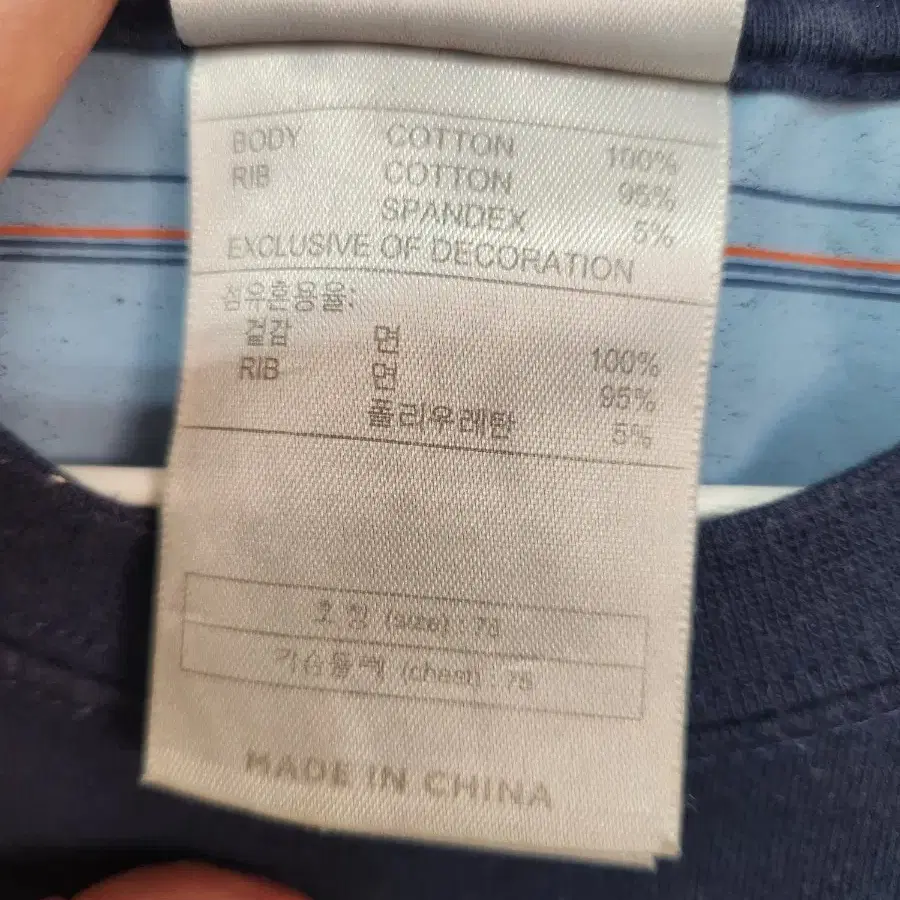 BODY COTTON 100%
RIB COTTON 95%
SPANDEX 5%
EXCLUSIVE OF DECORATION
섬유혼용율:
겉감 면 100%
RIB 면 95%
폴리우레탄 5%
호칭 (size) : 75
가슴둘레 (chest) : 75
MADE IN CHINA